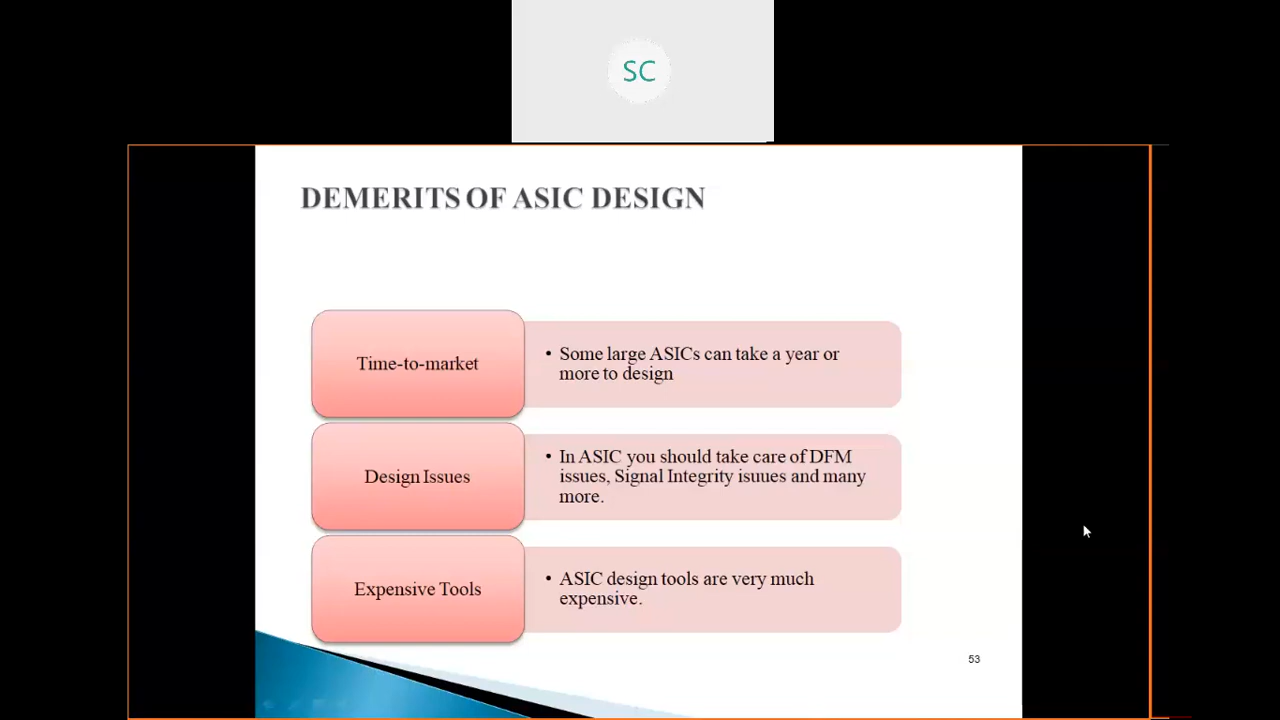 SC
DEMERITS OF ASIC DESIGN
Time-to-market
• Some large ASICs can take a year or
more to design
Design Issues
• In ASIC you should take care of DFM
issues, Signal Integrity isuues and many
more.
Expensive Tools
• ASIC design tools are very much
expensive.
53